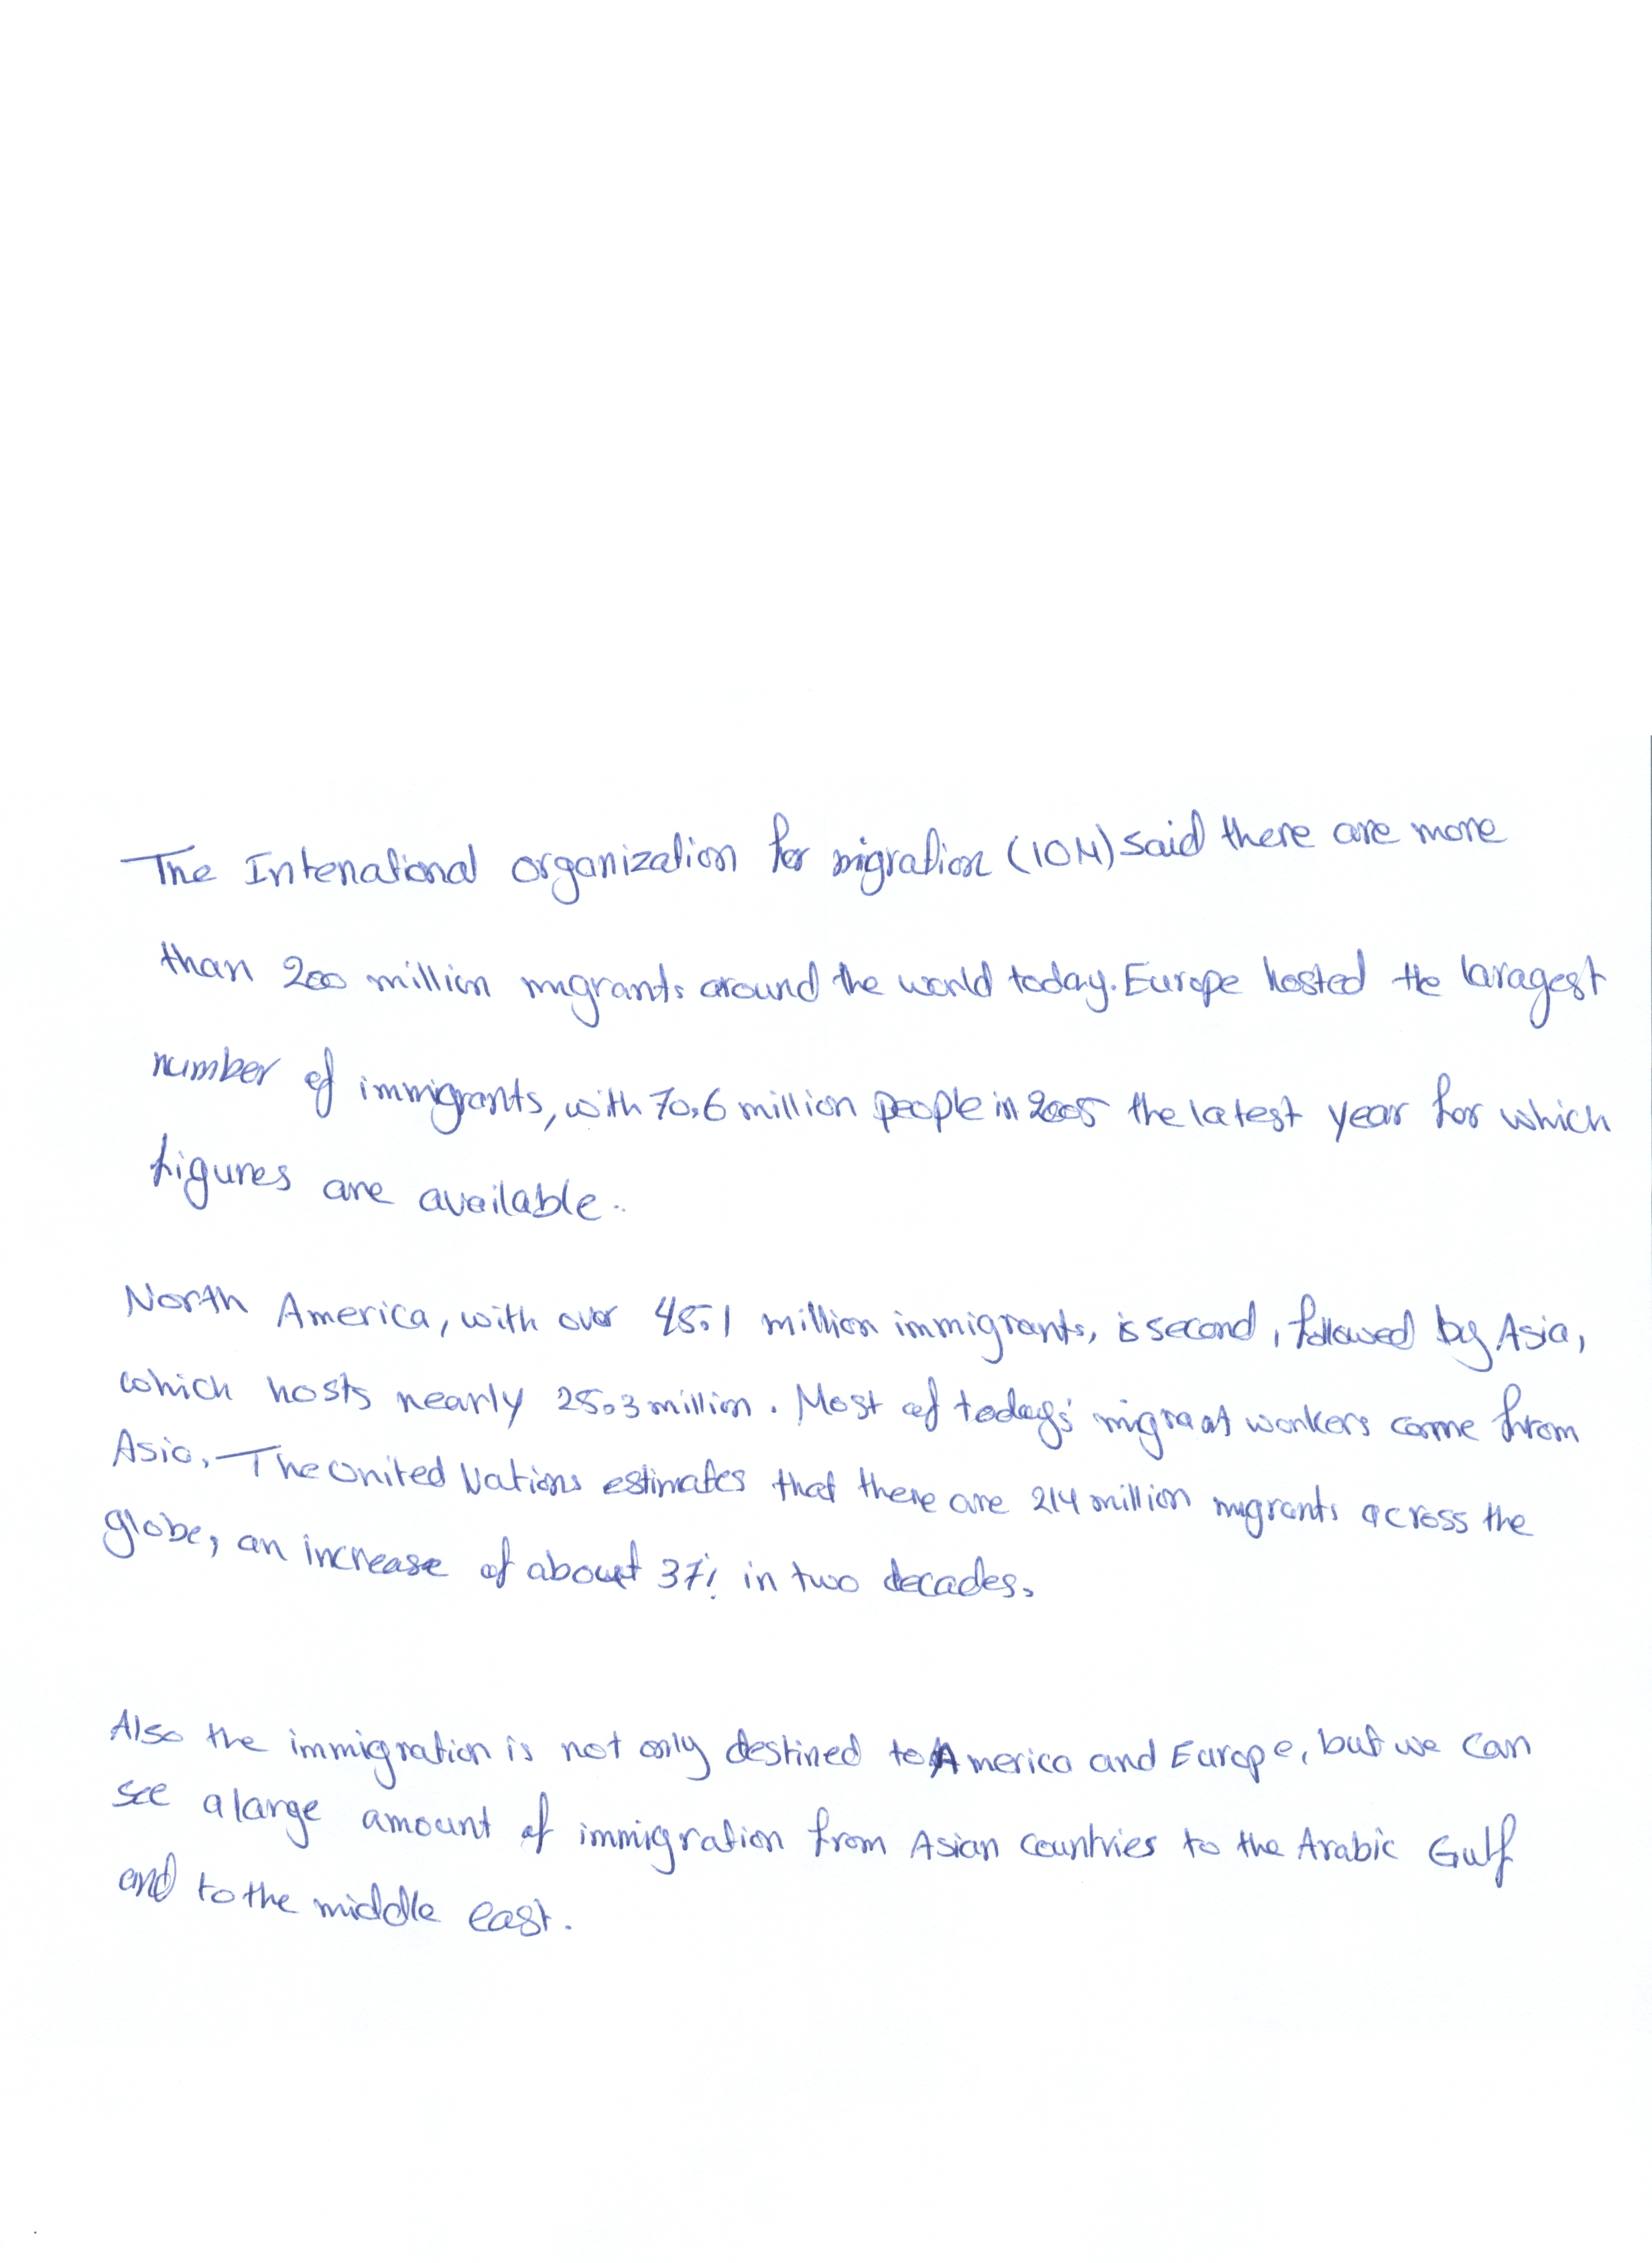 The Intenational organization for migration (IOM) said there are more
than 200 million migrants around the world today. Europe hosted the laragest
number of immigrants, with 70.6 million people in 2005 the latest year for which
figures are available.
North America, with over 45.1 million immigrants, is second, followed by Asia,
which hosts nearly 25.3 million. Most of today's migrant workers come from
Asia. The United Nations estimates that there are 214 million migrants across the
globe, an increase of about 37% in two decades.
Also the immigration is not only destined to America and Europe, but we can
see a large amount of immigration from Asian countries to the Arabic Gulf
and to the middle east.